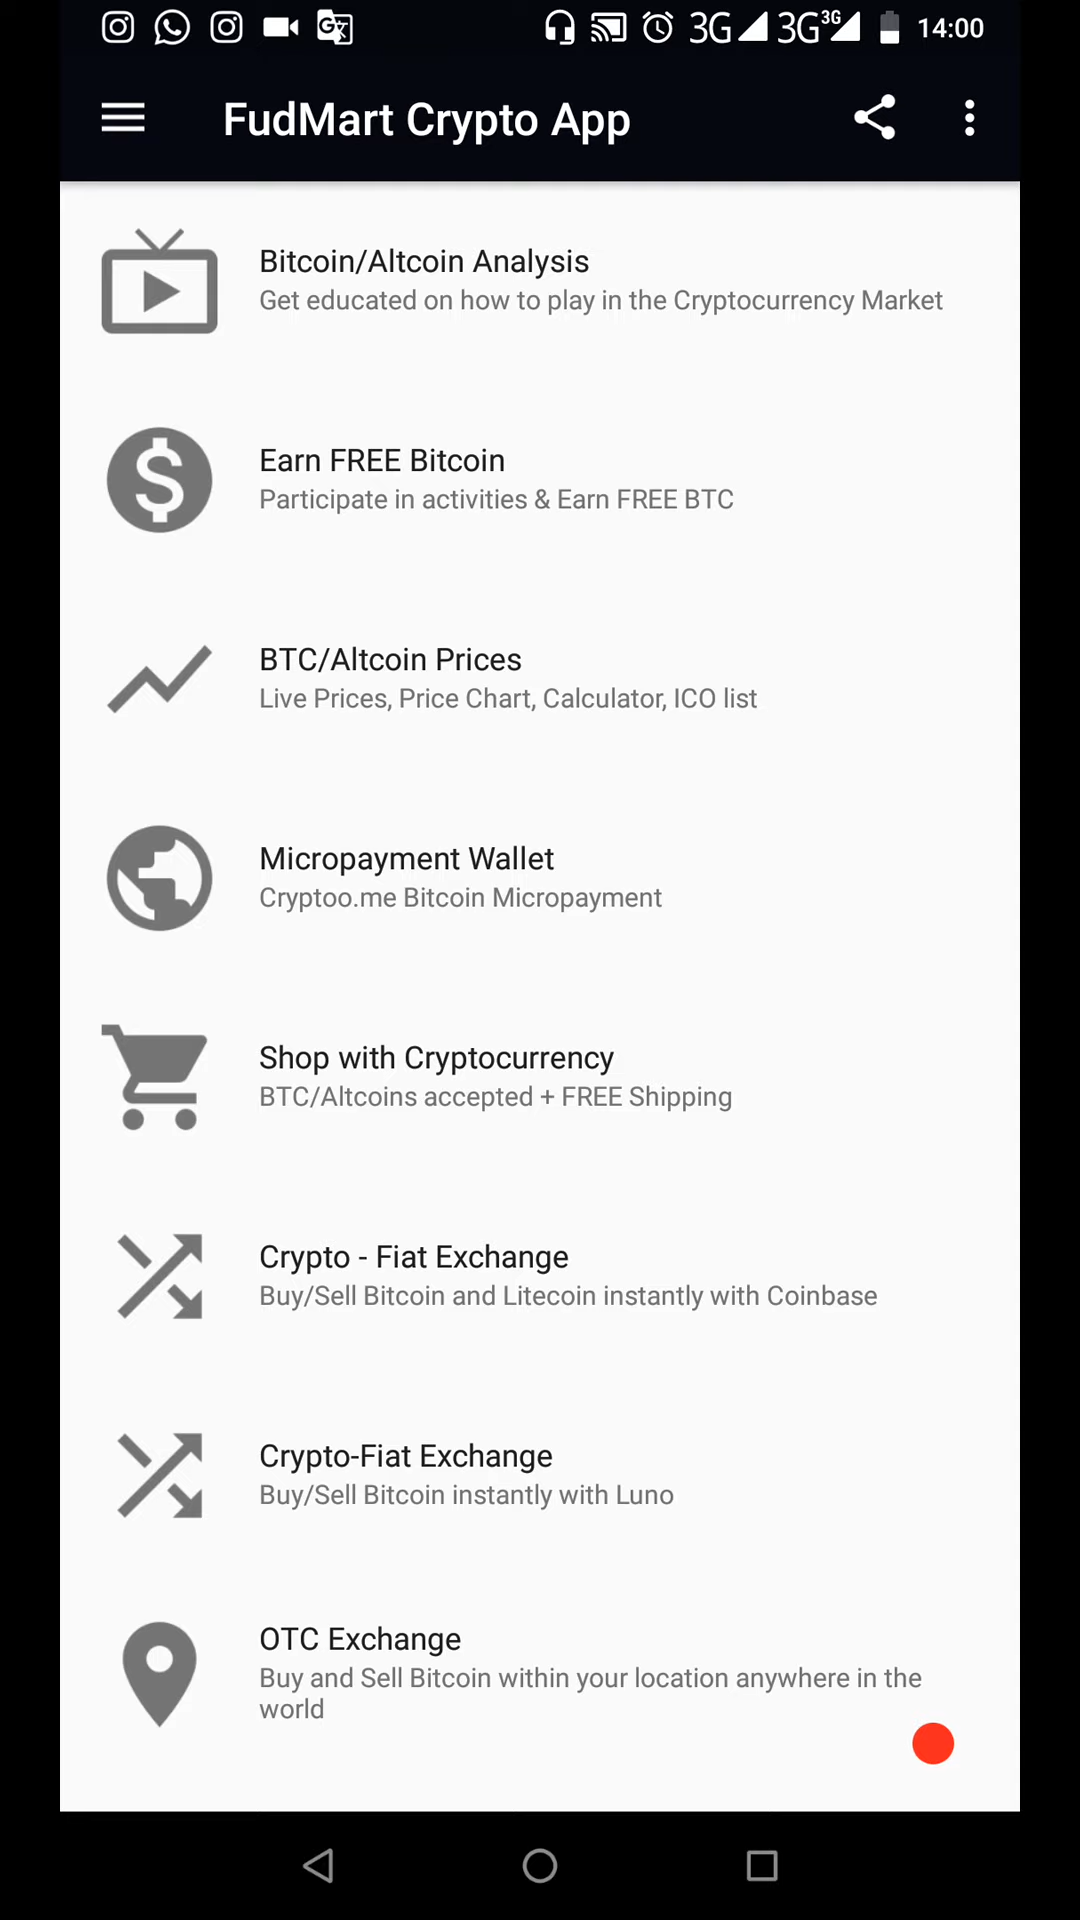 3G 3G 3G 14:00
FudMart Crypto App
Bitcoin/Altcoin Analysis
Get educated on how to play in the Cryptocurrency Market
Earn FREE Bitcoin
Participate in activities & Earn FREE BTC
BTC/Altcoin Prices
Live Prices, Price Chart, Calculator, ICO list
Micropayment Wallet
Cryptoo.me Bitcoin Micropayment
Shop with Cryptocurrency
BTC/Altcoins accepted + FREE Shipping
Crypto - Fiat Exchange
Buy/Sell Bitcoin and Litecoin instantly with Coinbase
Crypto-Fiat Exchange
Buy/Sell Bitcoin instantly with Luno
OTC Exchange
Buy and Sell Bitcoin within your location anywhere in the
world